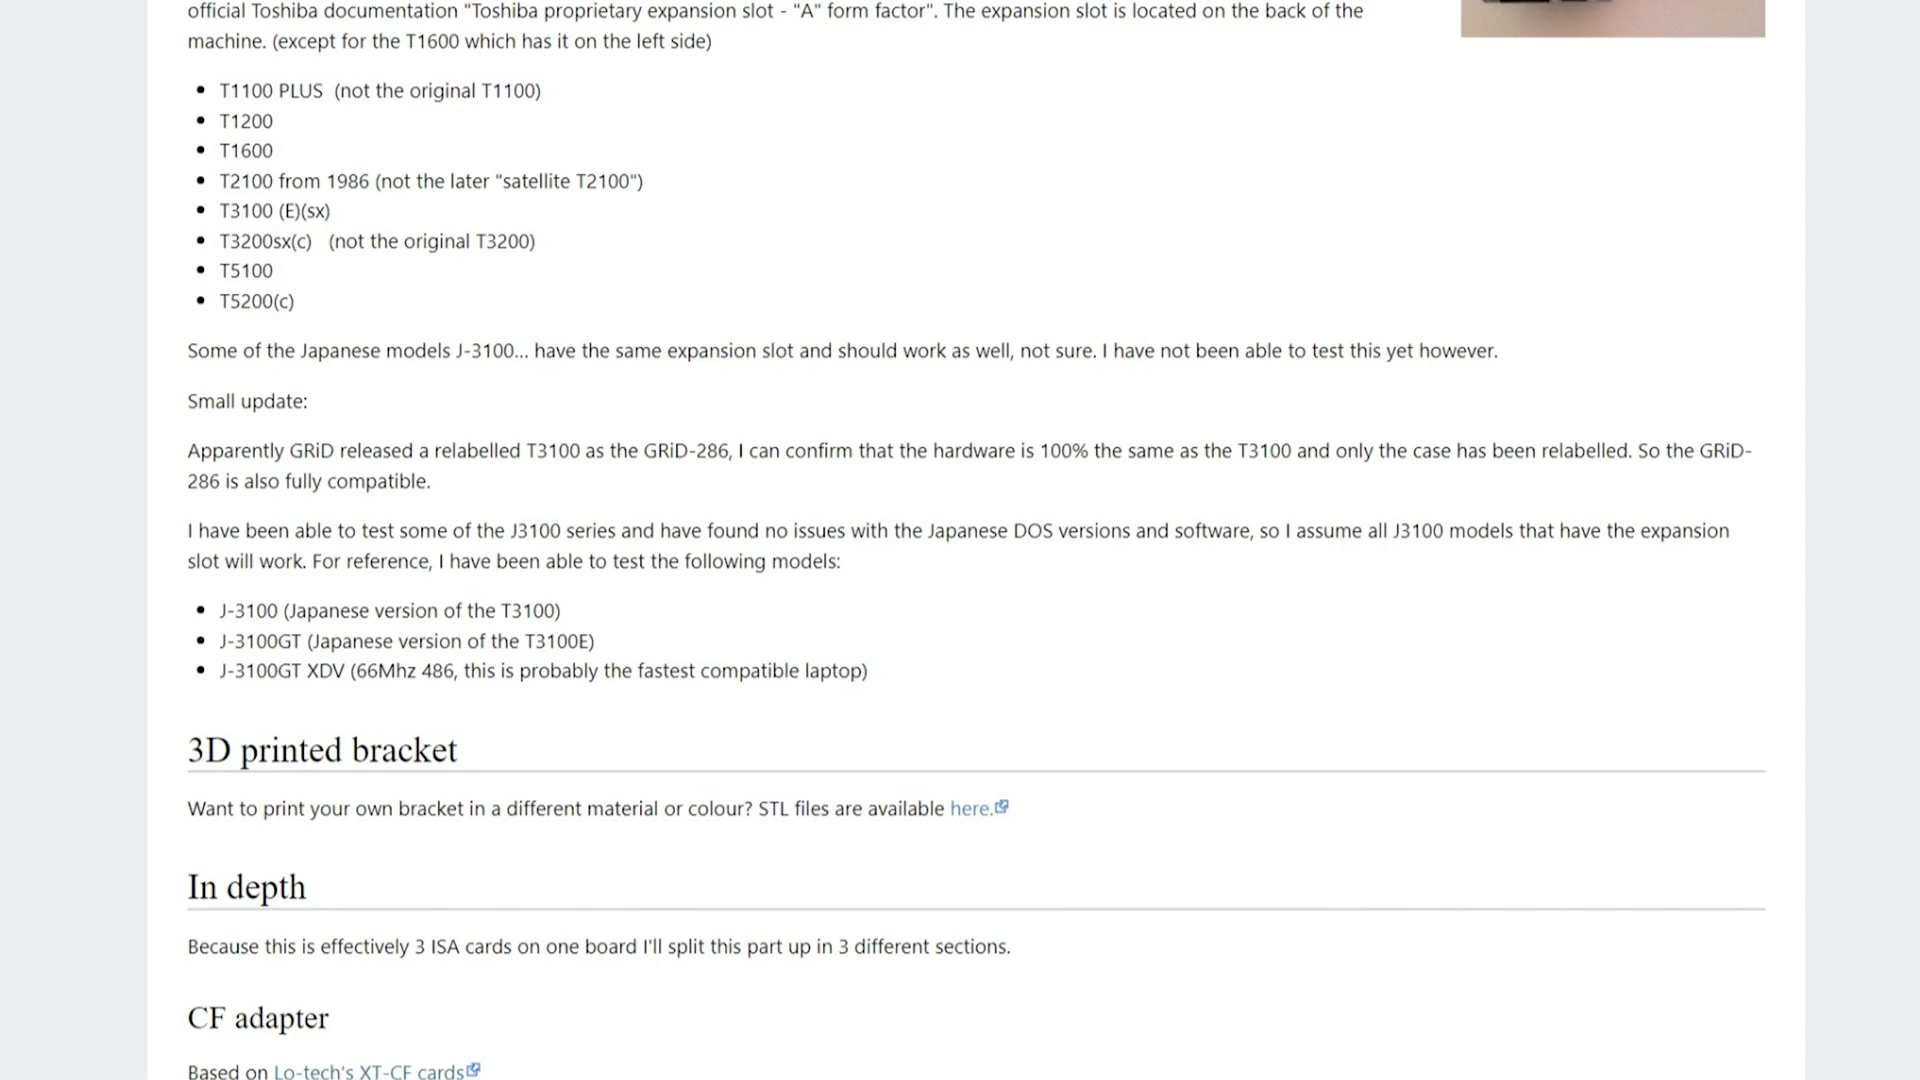 official Toshiba documentation "Toshiba proprietary expansion slot - "A" form factor". The expansion slot is located on the back of the
machine. (except for the T1600 which has it on the left side)
• T1100 PLUS (not the original T1100)
• T1200
• T1600
• T2100 from 1986 (not the later "satellite T2100")
• T3100 (E)(sx)
• T3200sx(c) (not the original T3200)
• T5100
• T5200(c)
Some of the Japanese models J-3100... have the same expansion slot and should work as well, not sure. I have not been able to test this yet however.
Small update:
Apparently GRiD released a relabelled T3100 as the GRiD-286, I can confirm that the hardware is 100% the same as the T3100 and only the case has been relabelled. So the GRiD-
286 is also fully compatible.
I have been able to test some of the J3100 series and have found no issues with the Japanese DOS versions and software, so I assume all J3100 models that have the expansion
slot will work. For reference, I have been able to test the following models:
• J-3100 (Japanese version of the T3100)
• J-3100GT (Japanese version of the T3100E)
• J-3100GT XDV (66Mhz 486, this is probably the fastest compatible laptop)
3D printed bracket
Want to print your own bracket in a different material or colour? STL files are available here.
In depth
Because this is effectively 3 ISA cards on one board I'll split this part up in 3 different sections.
CF adapter
Based on Lo-tech's XT-CF cards